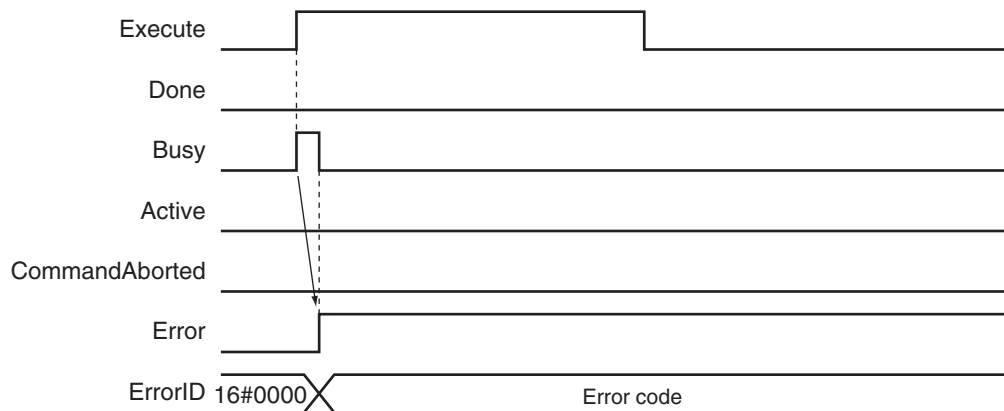 Execute
Done
Busy
Active
CommandAborted
Error
ErrorID 16#0000 Error code